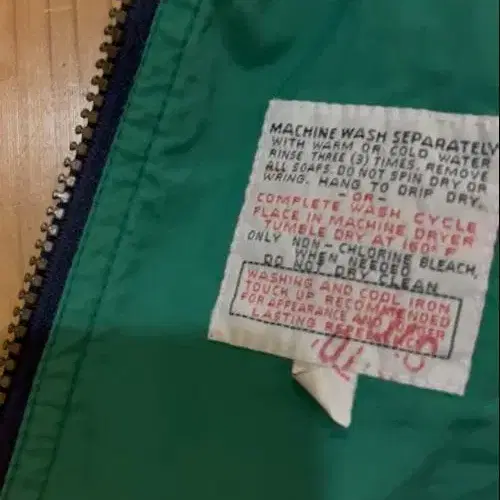 MACHINE WASH SEPARATELY
WITH WARM OR COLD WATER
RINSE THREE (3) TIMES, REMOVE
ALL SOAPS. DO NOT SPIN DRY OR
WRING. HANG TO DRIP DRY.
-OR-
COMPLETE WASH CYCLE
PLACE IN MACHINE DRYER
TUMBLE DRY AT 160° F
ONLY NON-CHLORINE BLEACH,
WHEN NEEDED
DO NOT DRY CLEAN
WASHING AND COOL IRON
TOUCH UP RECOMMENDED
FOR APPEARANCE AND LONGER
LASTING